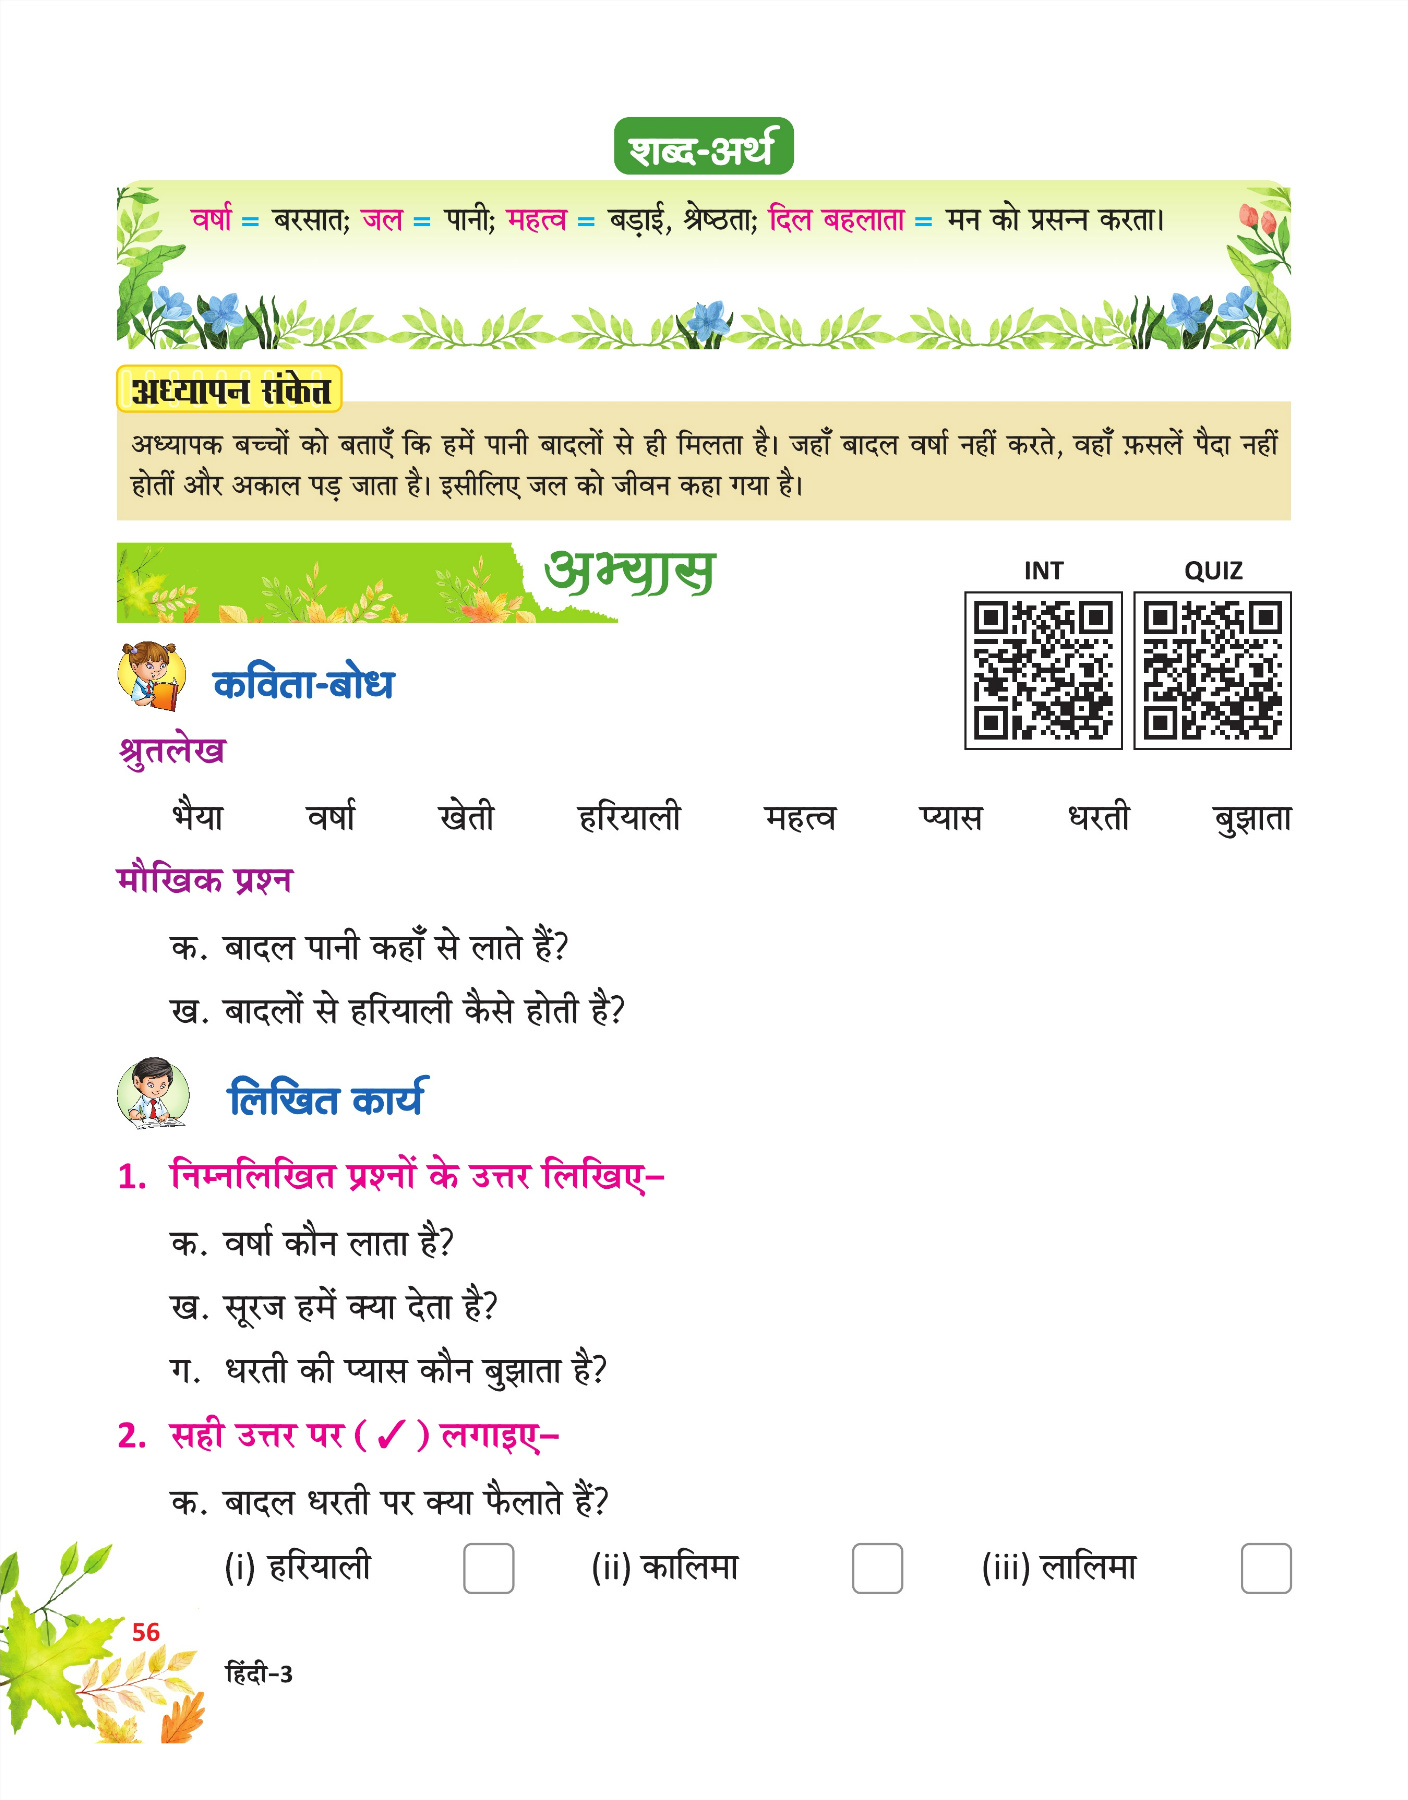 शब्द-अर्थ
वर्षा = बरसात; जल = पानी; महत्व = बड़ाई, श्रेष्ठता; दिल बहलाता = मन को प्रसन्न करता।
अध्यापन संकेत
अध्यापक बच्चों को बताएँ कि हमें पानी बादलों से ही मिलता है। जहाँ बादल वर्षा नहीं करते, वहाँ फ़सलें पैदा नहीं
होतीं और अकाल पड़ जाता है। इसीलिए जल को जीवन कहा गया है।
अभ्यास
INT QUIZ
कविता-बोध
श्रुतलेख
भैया वर्षा खेती हरियाली महत्व प्यास धरती बुझाता
मौखिक प्रश्न
क. बादल पानी कहाँ से लाते हैं?
ख. बादलों से हरियाली कैसे होती है?
लिखित कार्य
1. निम्नलिखित प्रश्नों के उत्तर लिखिए–
क. वर्षा कौन लाता है?
ख. सूरज हमें क्या देता है?
ग. धरती की प्यास कौन बुझाता है?
2. सही उत्तर पर (✓) लगाइए–
क. बादल धरती पर क्या फैलाते हैं?
(i) हरियाली (ii) कालिमा (iii) लालिमा
56
हिंदी–3